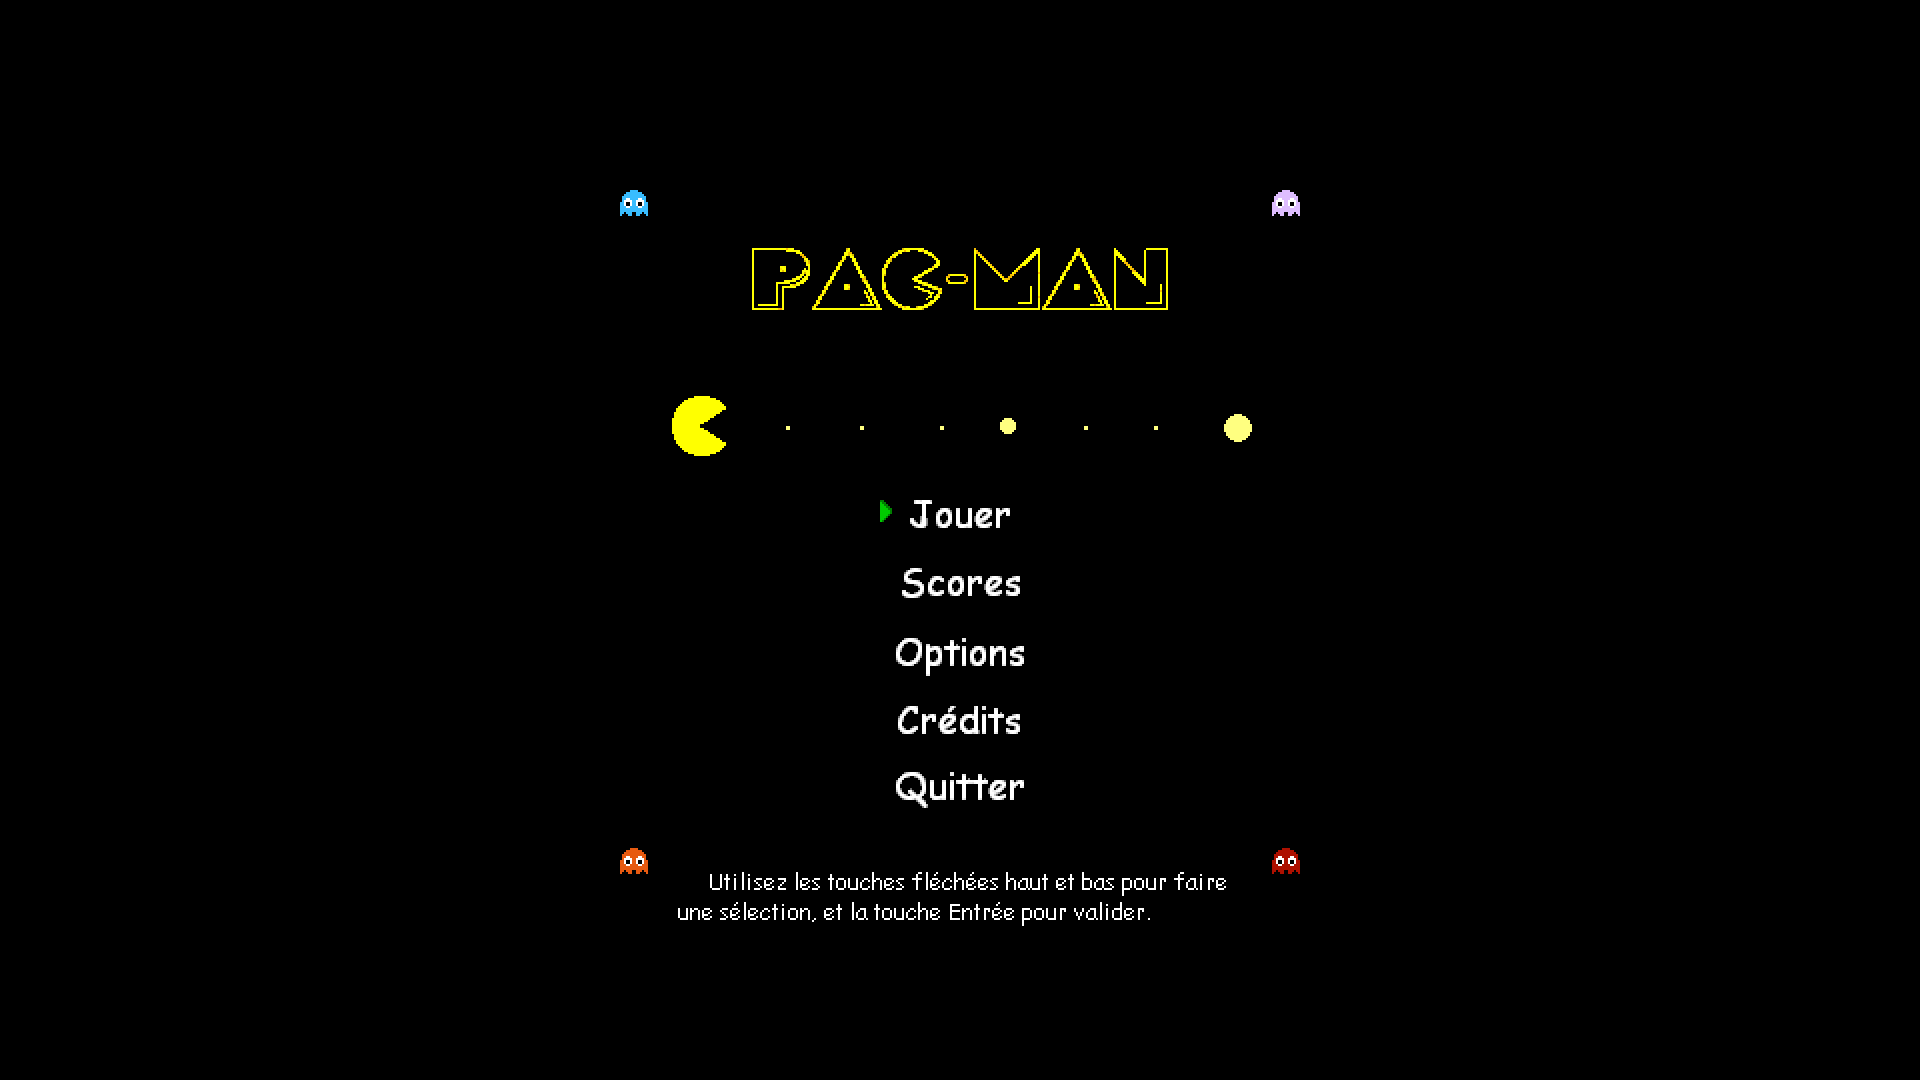 PAC-MAN
Jouer
Scores
Options
Crédits
Quitter
Utilisez les touches fléchées haut et bas pour faire
une sélection, et la touche Entrée pour valider.